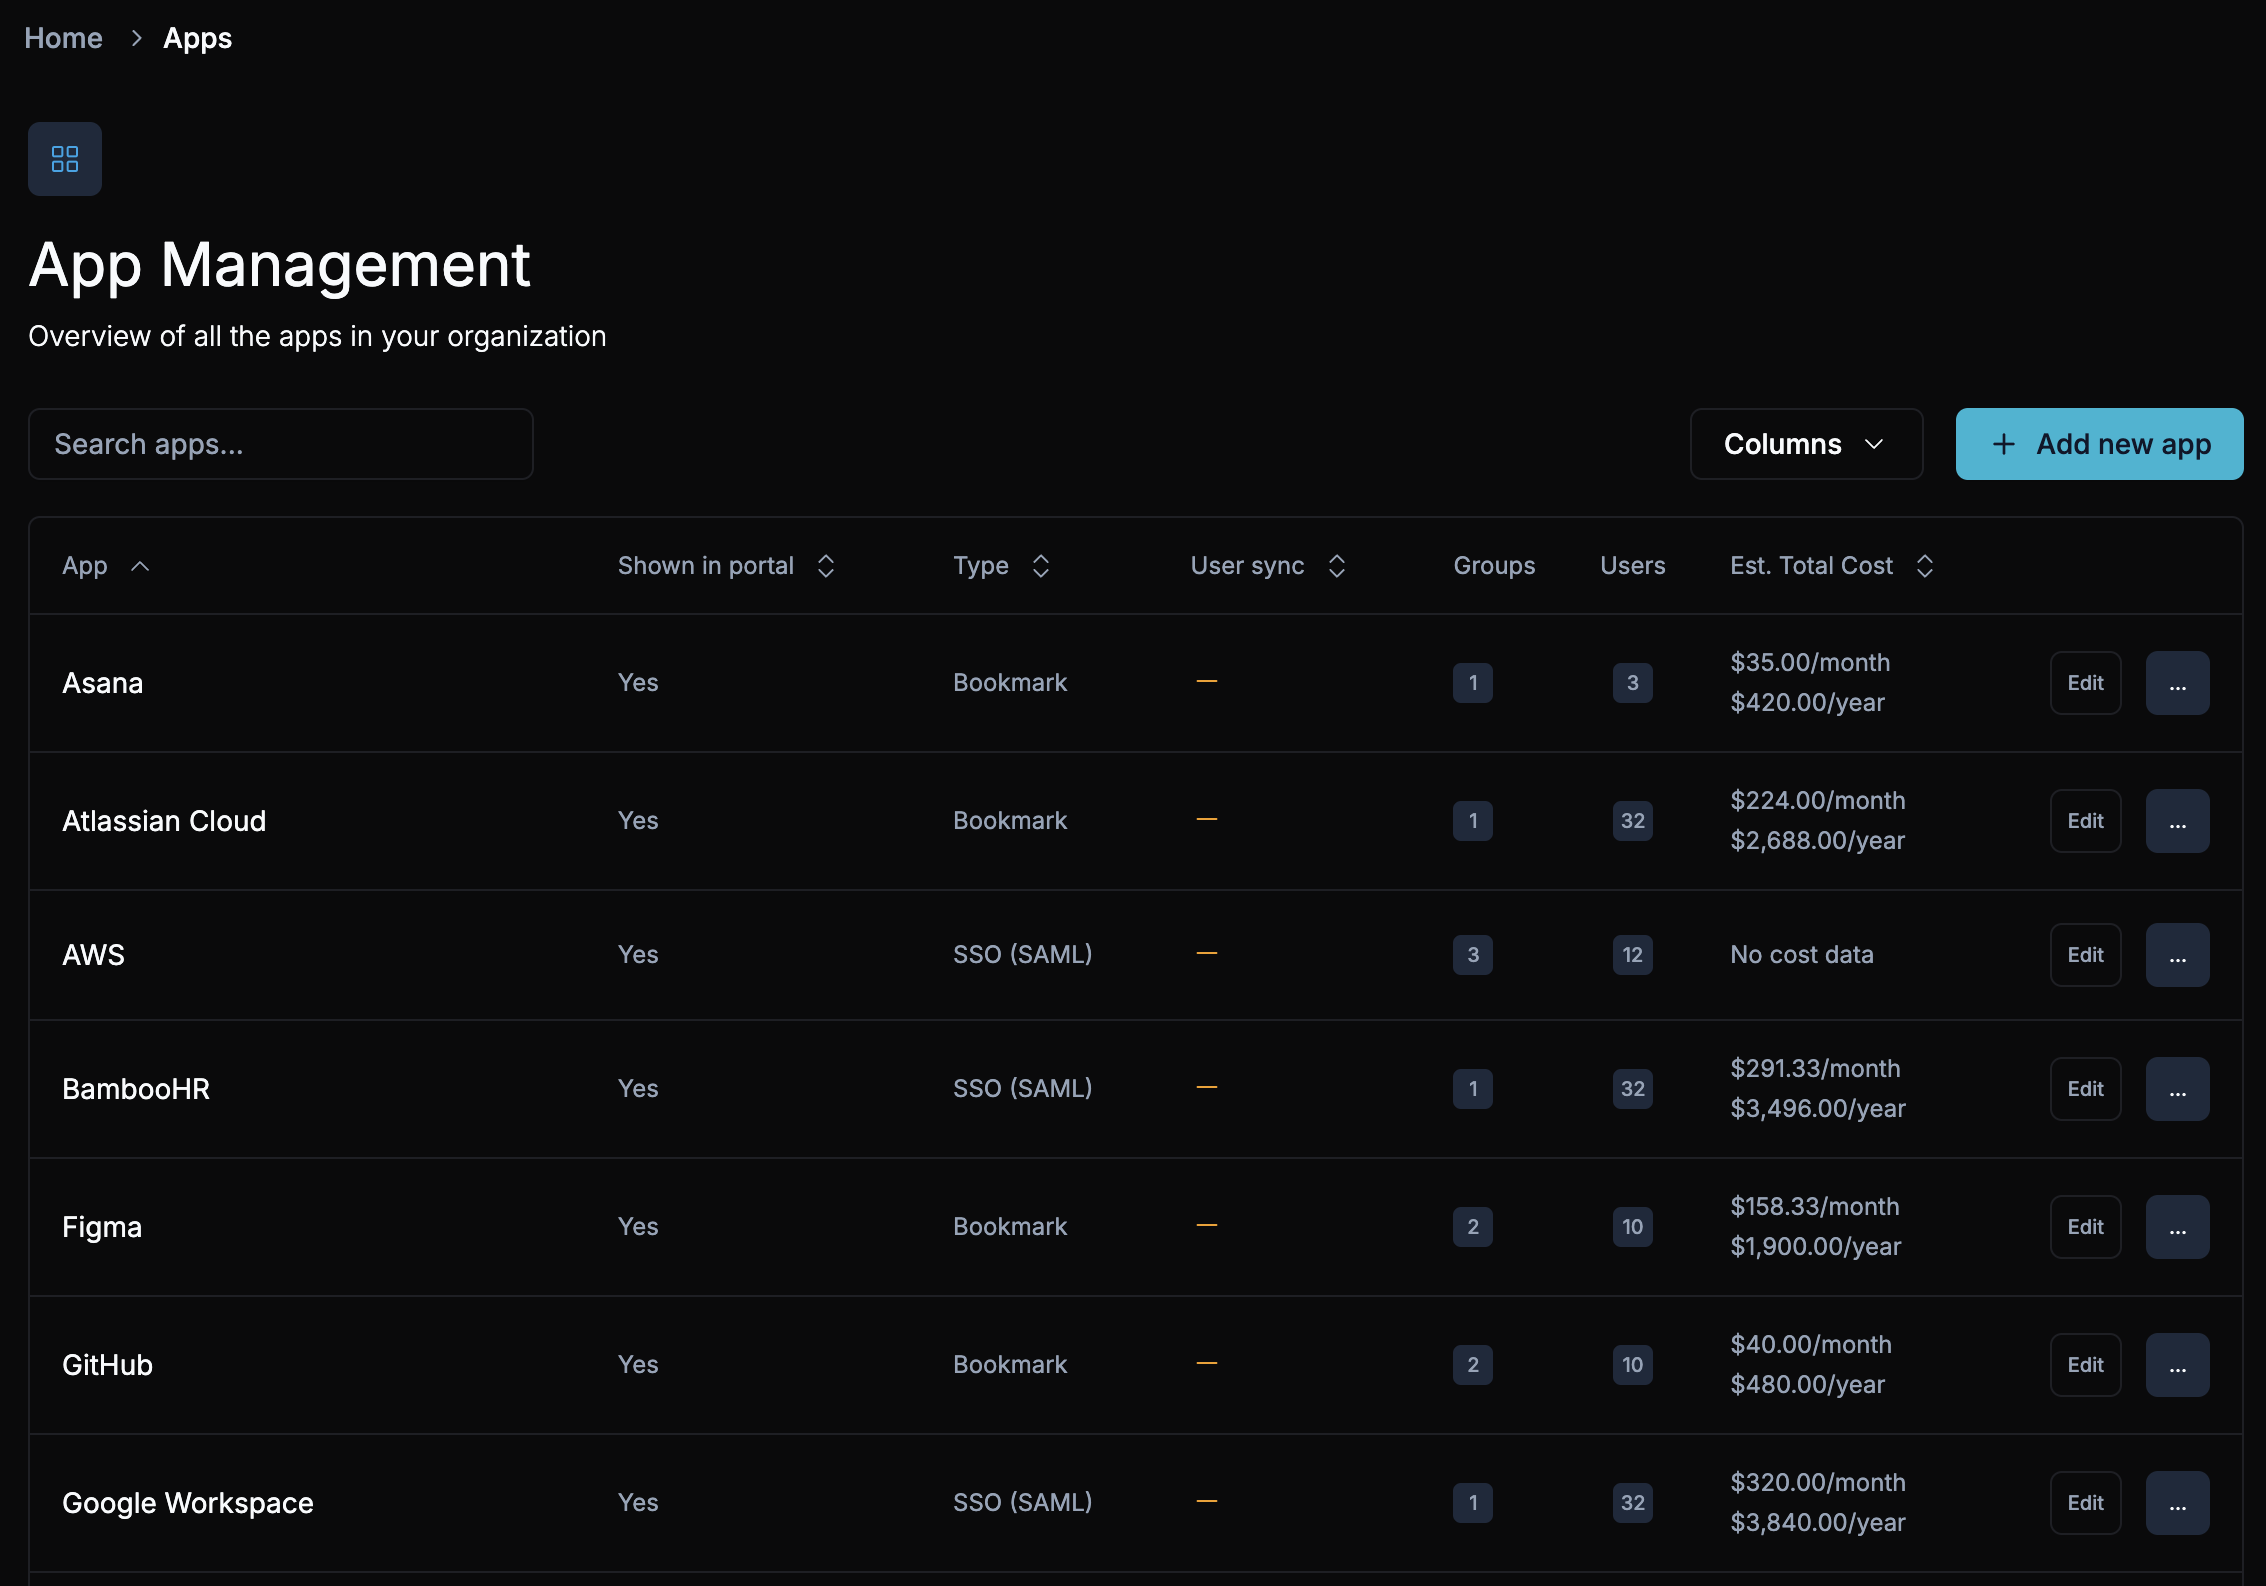 Home > Apps
App Management
Overview of all the apps in your organization
Search apps...
Columns
+ Add new app
App Shown in portal Type User sync Groups Users Est. Total Cost
Asana Yes Bookmark — 1 3 $35.00/month Edit ...
$420.00/year
Atlassian Cloud Yes Bookmark — 1 32 $224.00/month Edit ...
$2,688.00/year
AWS Yes SSO (SAML) — 3 12 No cost data Edit ...
BambooHR Yes SSO (SAML) — 1 32 $291.33/month Edit ...
$3,496.00/year
Figma Yes Bookmark — 2 10 $158.33/month Edit ...
$1,900.00/year
GitHub Yes Bookmark — 2 10 $40.00/month Edit ...
$480.00/year
Google Workspace Yes SSO (SAML) — 1 32 $320.00/month Edit ...
$3,840.00/year